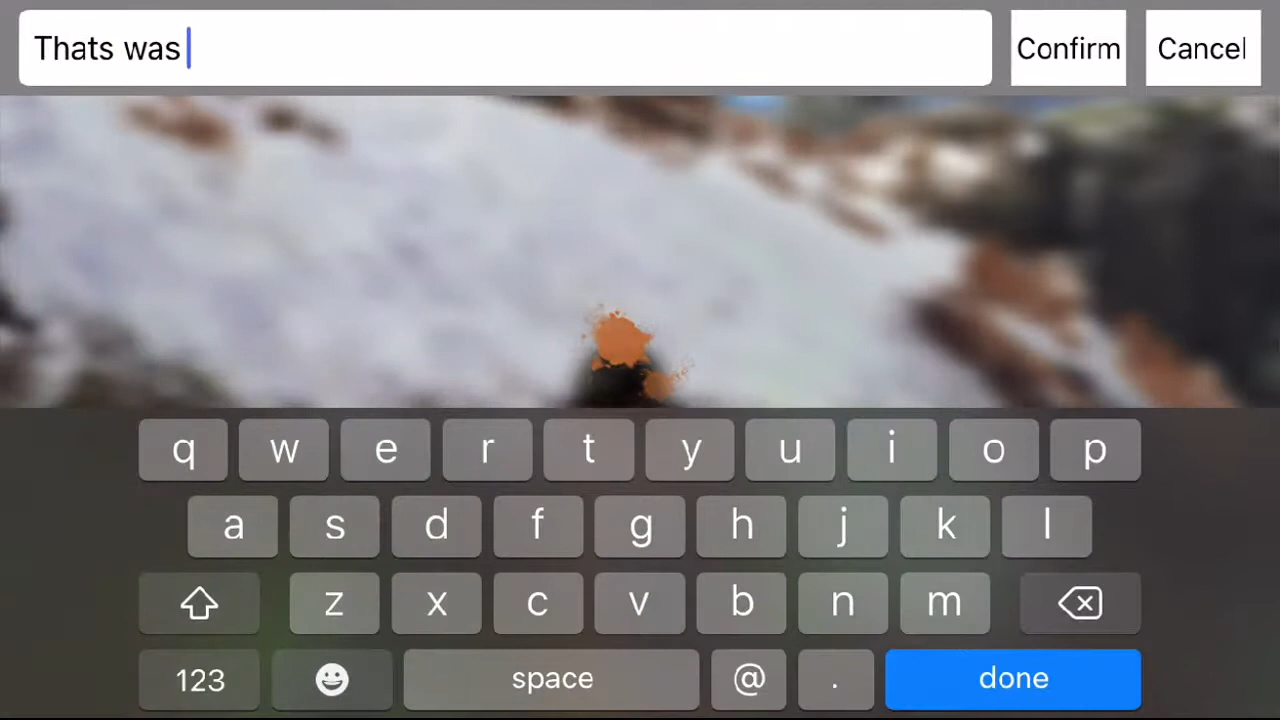 Thats was
Confirm
Cancel
q w e r t y u i o p
a s d f g h j k l
z x c v b n m
123 space @ . done